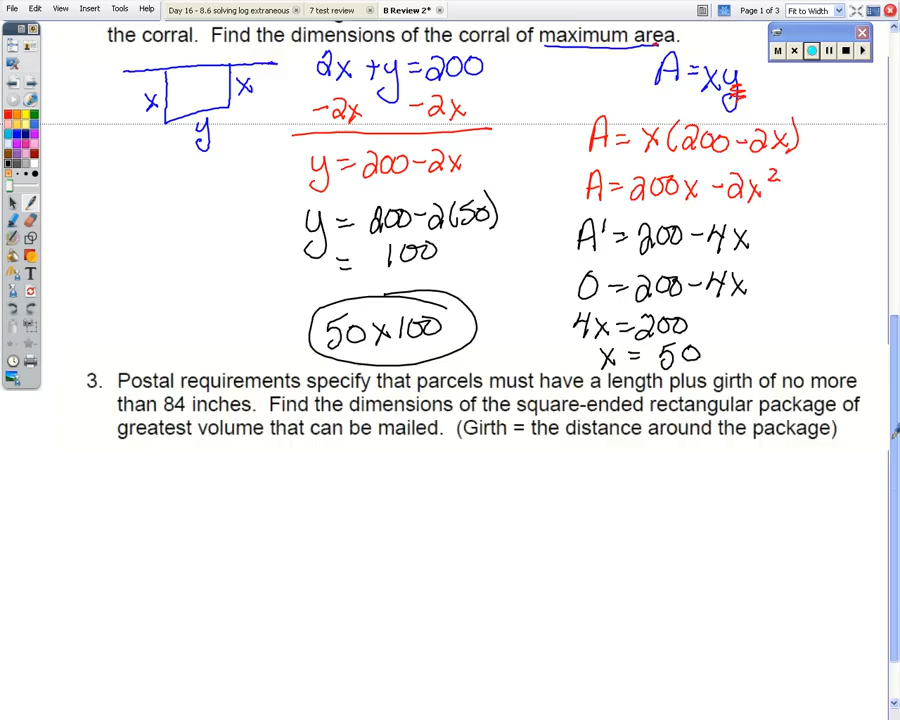 File Edit View Insert Tools Help
Day 16 - 8.6 solving log extraneous
7 test review
B Review 2*
Page 1 of 3
Fit to Width
the corral. Find the dimensions of the corral of maximum area.
M
2x + y = 200
A = xy
x x
y
-2x -2x
A = x(200-2x)
y = 200-2x
A = 200x - 2x²
y = 200-2(50)
A' = 200-4x
= 100
0 = 200-4x
50 x 100
4x = 200
x = 50
3. Postal requirements specify that parcels must have a length plus girth of no more
than 84 inches. Find the dimensions of the square-ended rectangular package of
greatest volume that can be mailed. (Girth = the distance around the package)
T